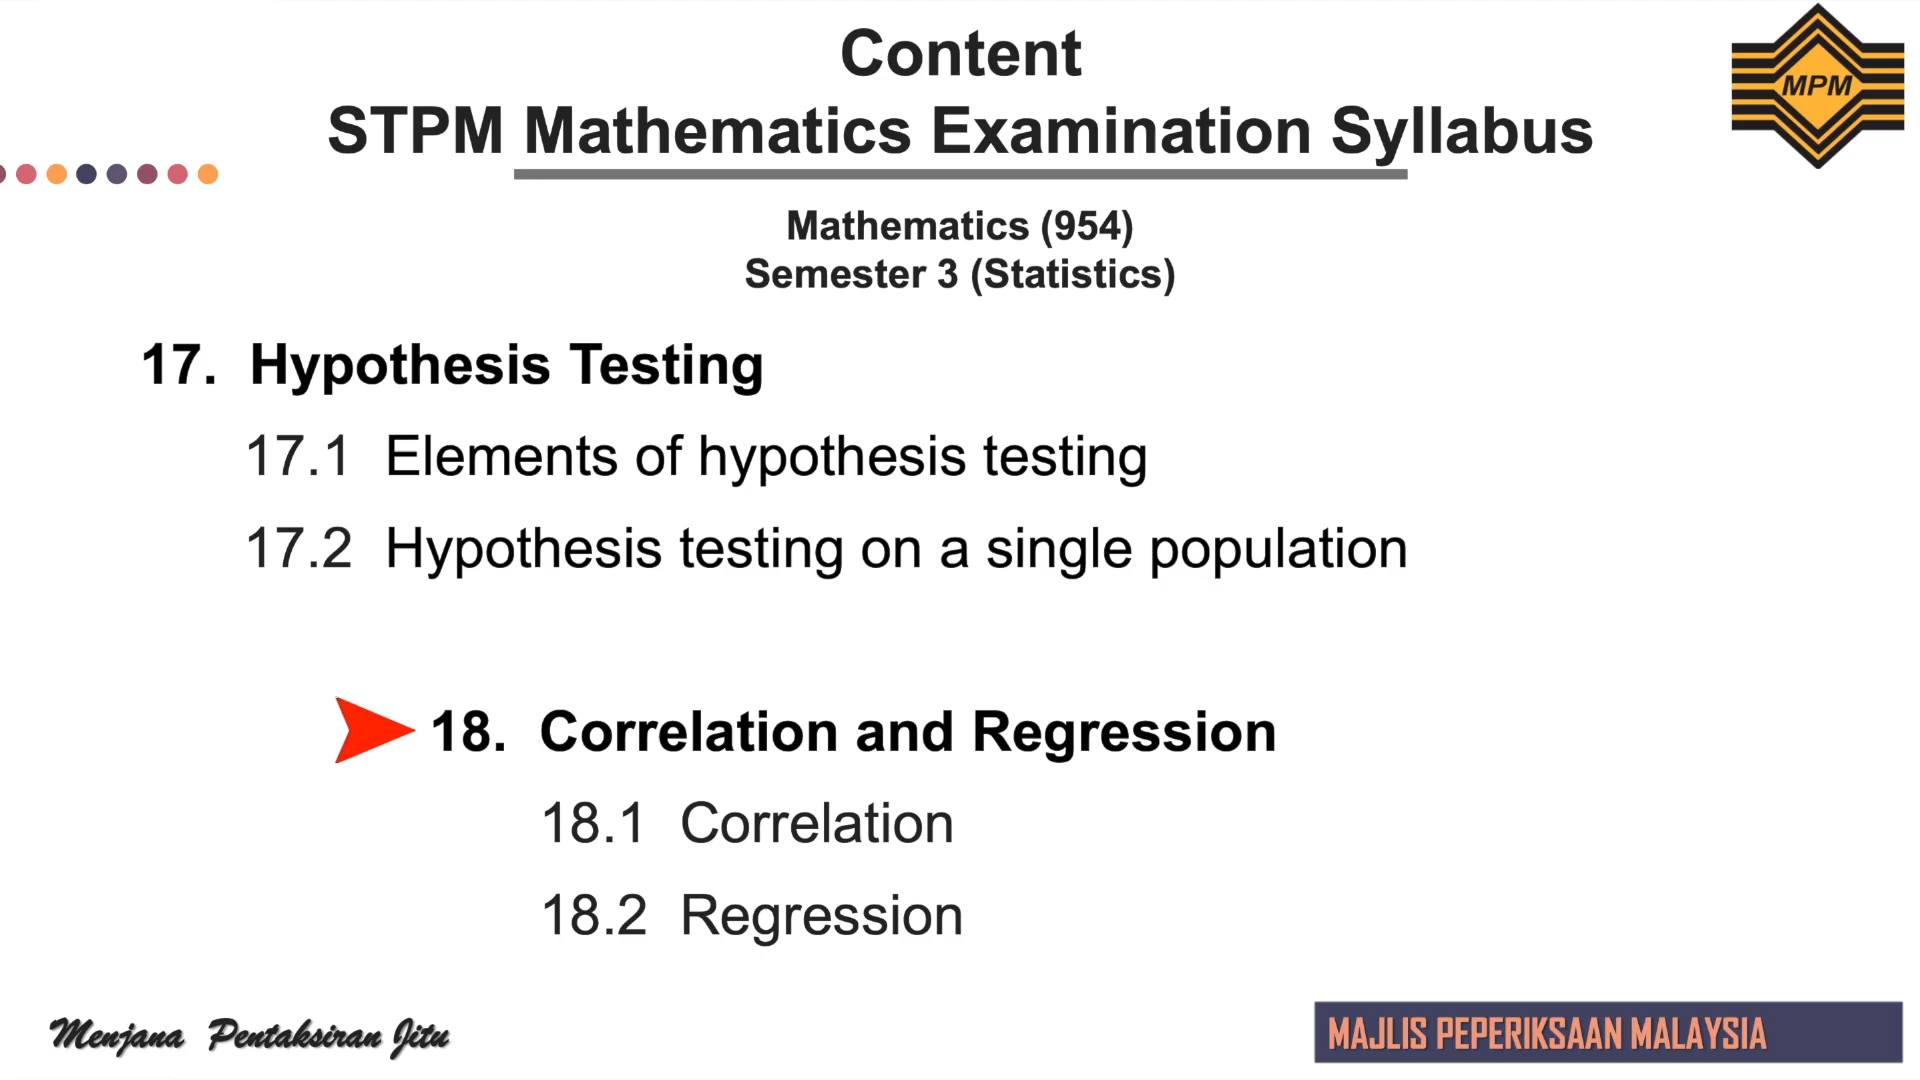 Content
STPM Mathematics Examination Syllabus
MPM
Mathematics (954)
Semester 3 (Statistics)
17. Hypothesis Testing
17.1 Elements of hypothesis testing
17.2 Hypothesis testing on a single population
18. Correlation and Regression
18.1 Correlation
18.2 Regression
Menjana Pentaksiran Jitu
MAJLIS PEPERIKSAAN MALAYSIA